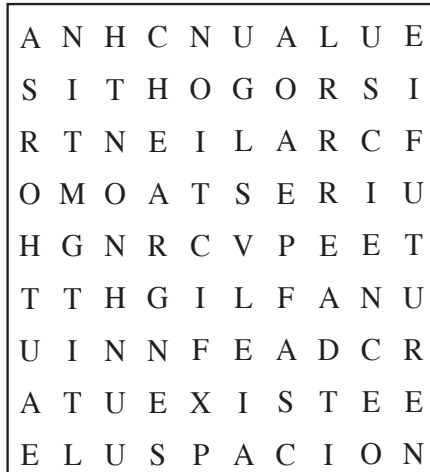 A N H C N U A L U E
S I T H O G O R S I
R T N E I L A R C F
O M O A T S E R I U
H G N R C V P E E T
T T H G I L F A N U
U I N N F E A D C R
A T U E X I S T E E
E L U S P A C I O N